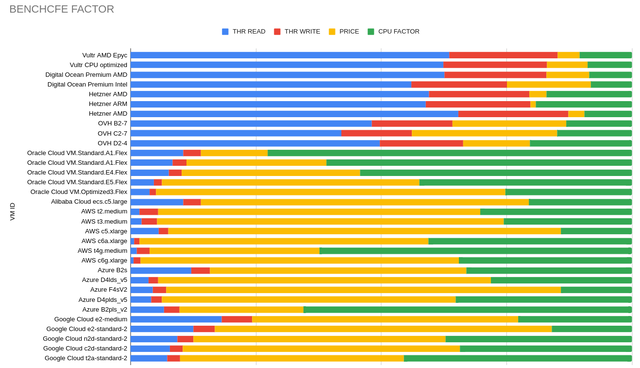 BENCHCFE FACTOR
THR READ THR WRITE PRICE CPU FACTOR
VM ID
Vultr AMD Epyc
Vultr CPU optimized
Digital Ocean Premium AMD
Digital Ocean Premium Intel
Hetzner AMD
Hetzner ARM
Hetzner AMD
OVH B2-7
OVH C2-7
OVH D2-4
Oracle Cloud VM.Standard.A1.Flex
Oracle Cloud VM.Standard.A1.Flex
Oracle Cloud VM.Standard.E4.Flex
Oracle Cloud VM.Standard.E5.Flex
Oracle Cloud VM.Optimized3.Flex
Alibaba Cloud ecs.c5.large
AWS t2.medium
AWS t3.medium
AWS c5.xlarge
AWS c6a.xlarge
AWS t4g.medium
AWS c6g.xlarge
Azure B2s
Azure D4lds_v5
Azure F4sV2
Azure D4plds_v5
Azure B2pls_v2
Google Cloud e2-medium
Google Cloud e2-standard-2
Google Cloud n2d-standard-2
Google Cloud c2d-standard-2
Google Cloud t2a-standard-2